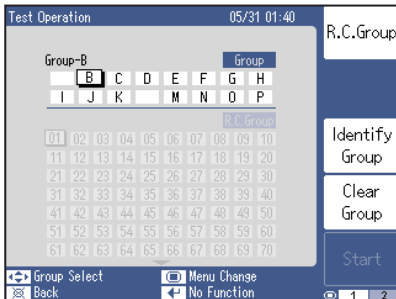 Test Operation 05/31 01:40
R.C.Group
Group-B Group
B C D E F G H
I J K M N O P
R.C.Group
01 02 03 04 05 06 07 08 09 10
11 12 13 14 15 16 17 18 19 20
21 22 23 24 25 26 27 28 29 30
31 32 33 34 35 36 37 38 39 40
41 42 43 44 45 46 47 48 49 50
51 52 53 54 55 56 57 58 59 60
61 62 63 64 65 66 67 68 69 70
Identify
Group
Clear
Group
Start
Group Select Menu Change
Back No Function
1 2